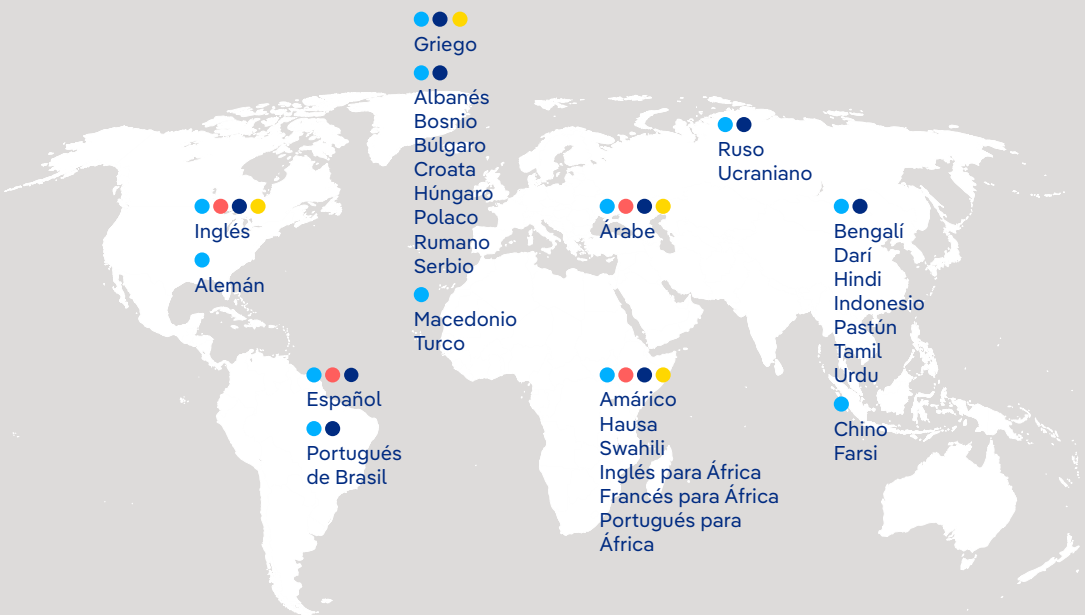 Griego
Albanés
Bosnio
Búlgaro
Croata
Húngaro
Polaco
Rumano
Serbio
Macedonio
Turco
Ruso
Ucraniano
Inglés
Alemán
Árabe
Bengalí
Darí
Hindi
Indonesio
Pastún
Tamil
Urdu
Chino
Farsi
Español
Portugués
de Brasil
Amárico
Hausa
Swahili
Inglés para África
Francés para África
Portugués para
África